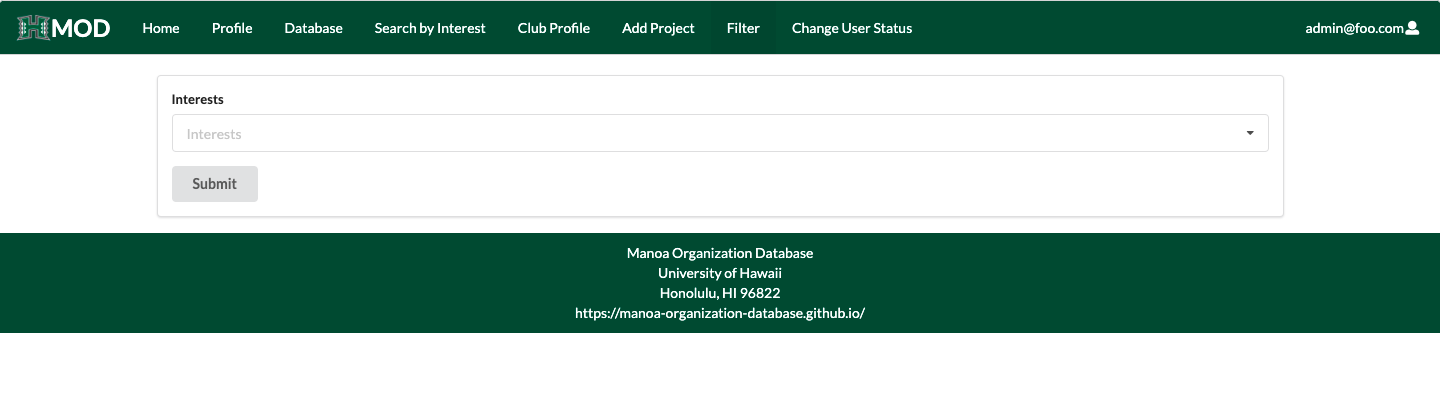 MOD Home Profile Database Search by Interest Club Profile Add Project Filter Change User Status admin@foo.com
Interests
Interests
Submit
Manoa Organization Database
University of Hawaii
Honolulu, HI 96822
https://manoa-organization-database.github.io/